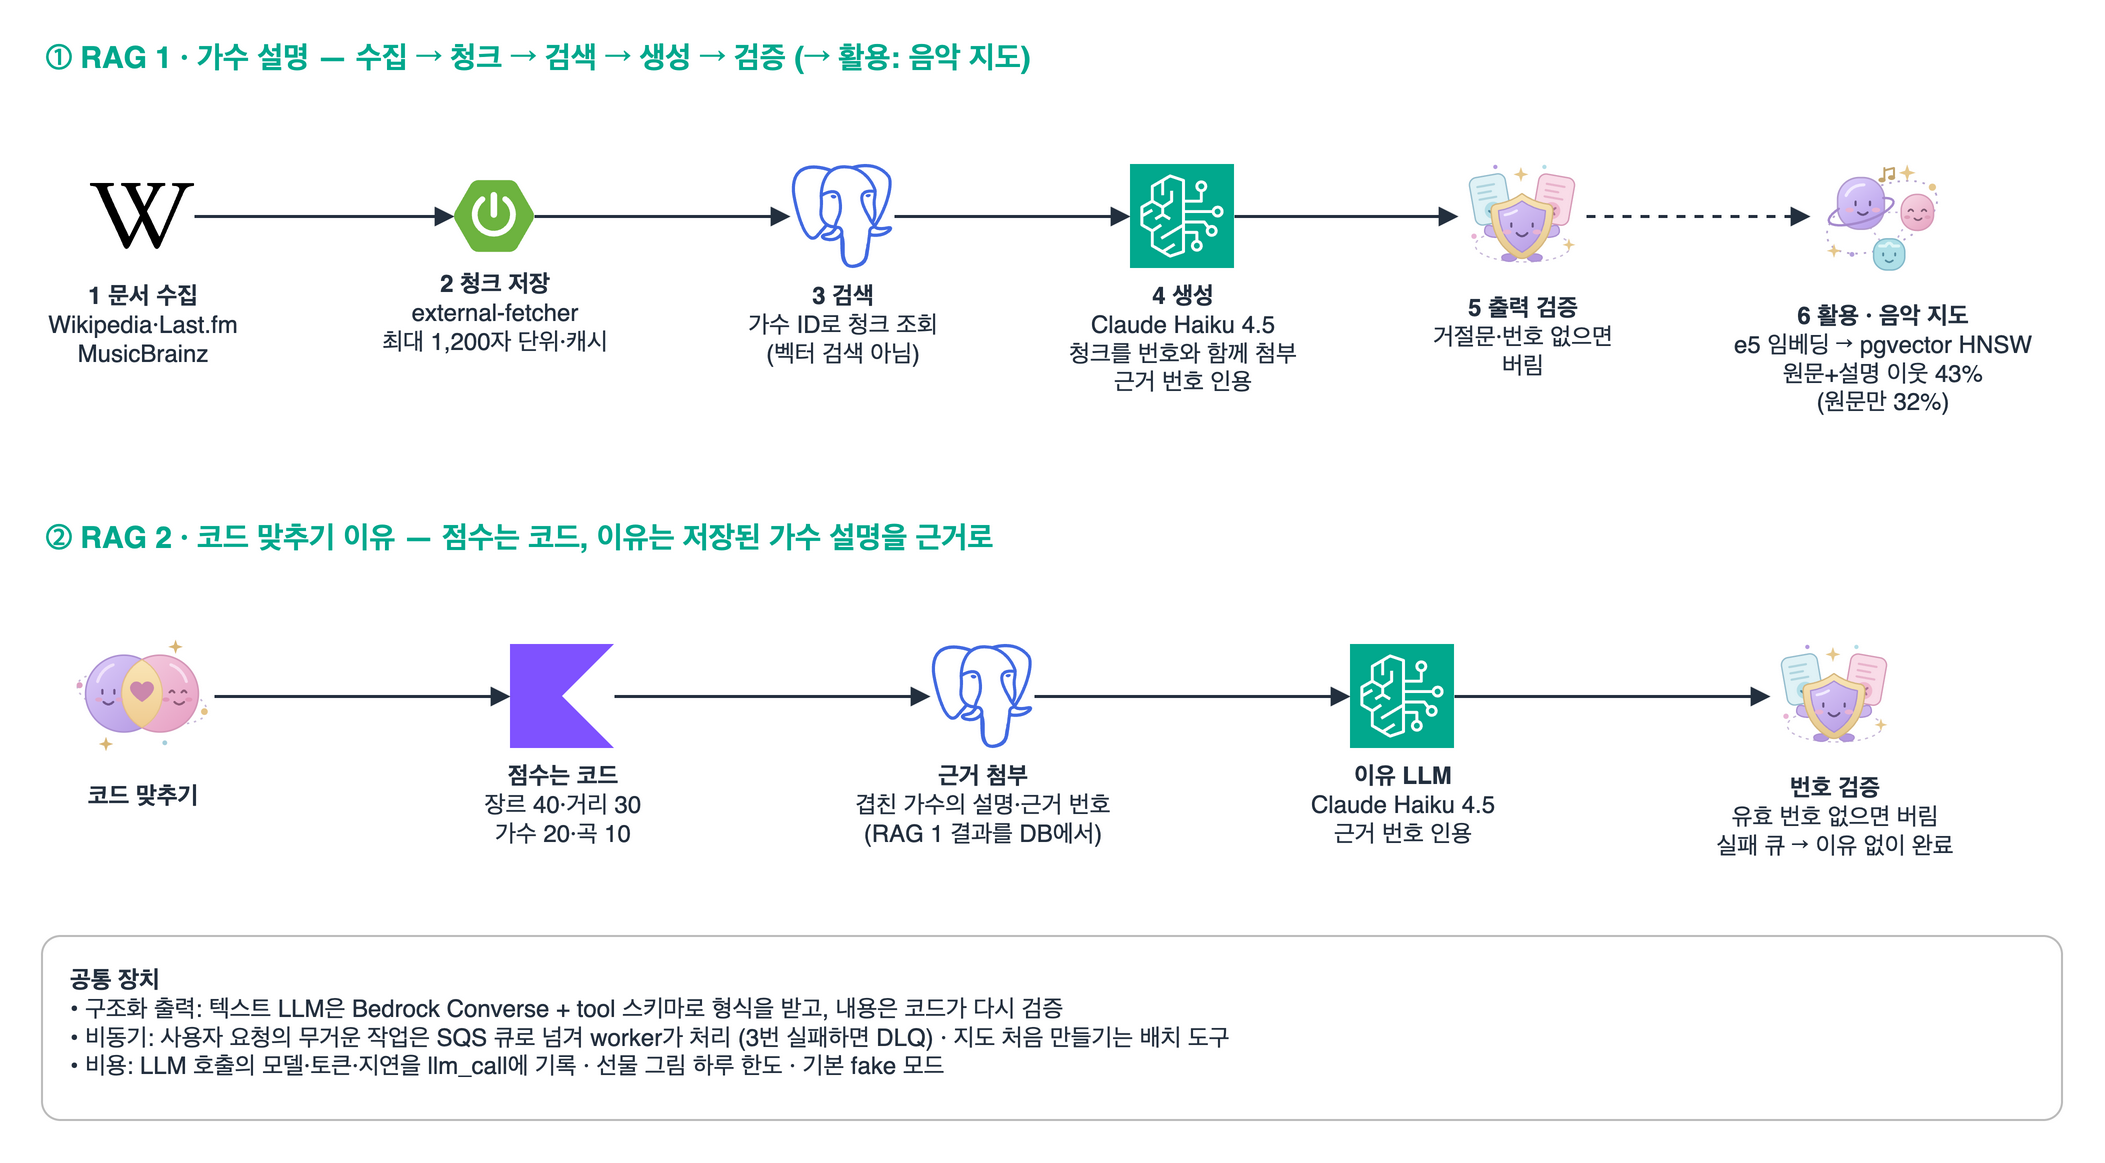 ① RAG 1 · 가수 설명 — 수집 → 청크 → 검색 → 생성 → 검증 (→ 활용: 음악 지도)
1 문서 수집
Wikipedia·Last.fm
MusicBrainz
2 청크 저장
external-fetcher
최대 1,200자 단위·캐시
3 검색
가수 ID로 청크 조회
(벡터 검색 아님)
4 생성
Claude Haiku 4.5
청크를 번호와 함께 첨부
근거 번호 인용
5 출력 검증
거절문·번호 없으면
버림
6 활용 · 음악 지도
e5 임베딩 → pgvector HNSW
원문+설명 이웃 43%
(원문만 32%)
② RAG 2 · 코드 맞추기 이유 — 점수는 코드, 이유는 저장된 가수 설명을 근거로
코드 맞추기
점수는 코드
장르 40·거리 30
가수 20·곡 10
근거 첨부
겹친 가수의 설명·근거 번호
(RAG 1 결과를 DB에서)
이유 LLM
Claude Haiku 4.5
근거 번호 인용
번호 검증
유효 번호 없으면 버림
실패 큐 → 이유 없이 완료
공통 장치
• 구조화 출력: 텍스트 LLM은 Bedrock Converse + tool 스키마로 형식을 받고, 내용은 코드가 다시 검증
• 비동기: 사용자 요청의 무거운 작업은 SQS 큐로 넘겨 worker가 처리 (3번 실패하면 DLQ) · 지도 처음 만들기는 배치 도구
• 비용: LLM 호출의 모델·토큰·지연을 llm_call에 기록 · 선물 그림 하루 한도 · 기본 fake 모드